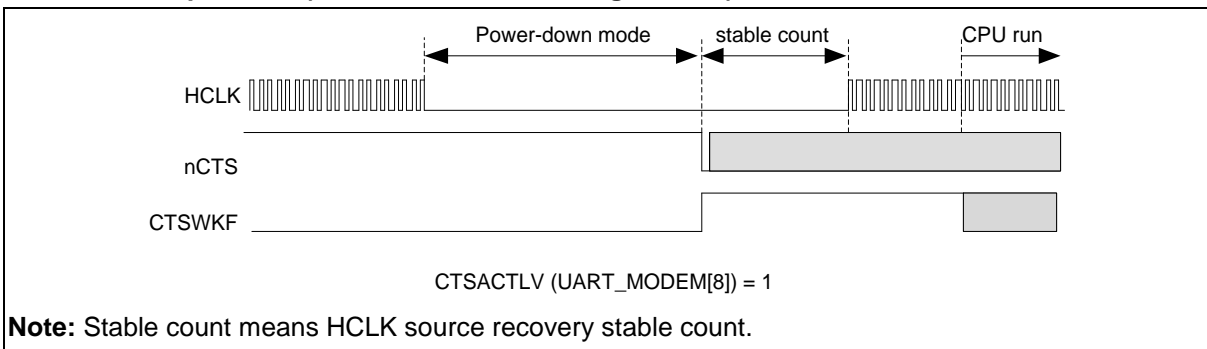 Power-down mode stable count CPU run
HCLK
nCTS
CTSWKF
CTSACTLV (UART_MODEM[8]) = 1
Note: Stable count means HCLK source recovery stable count.